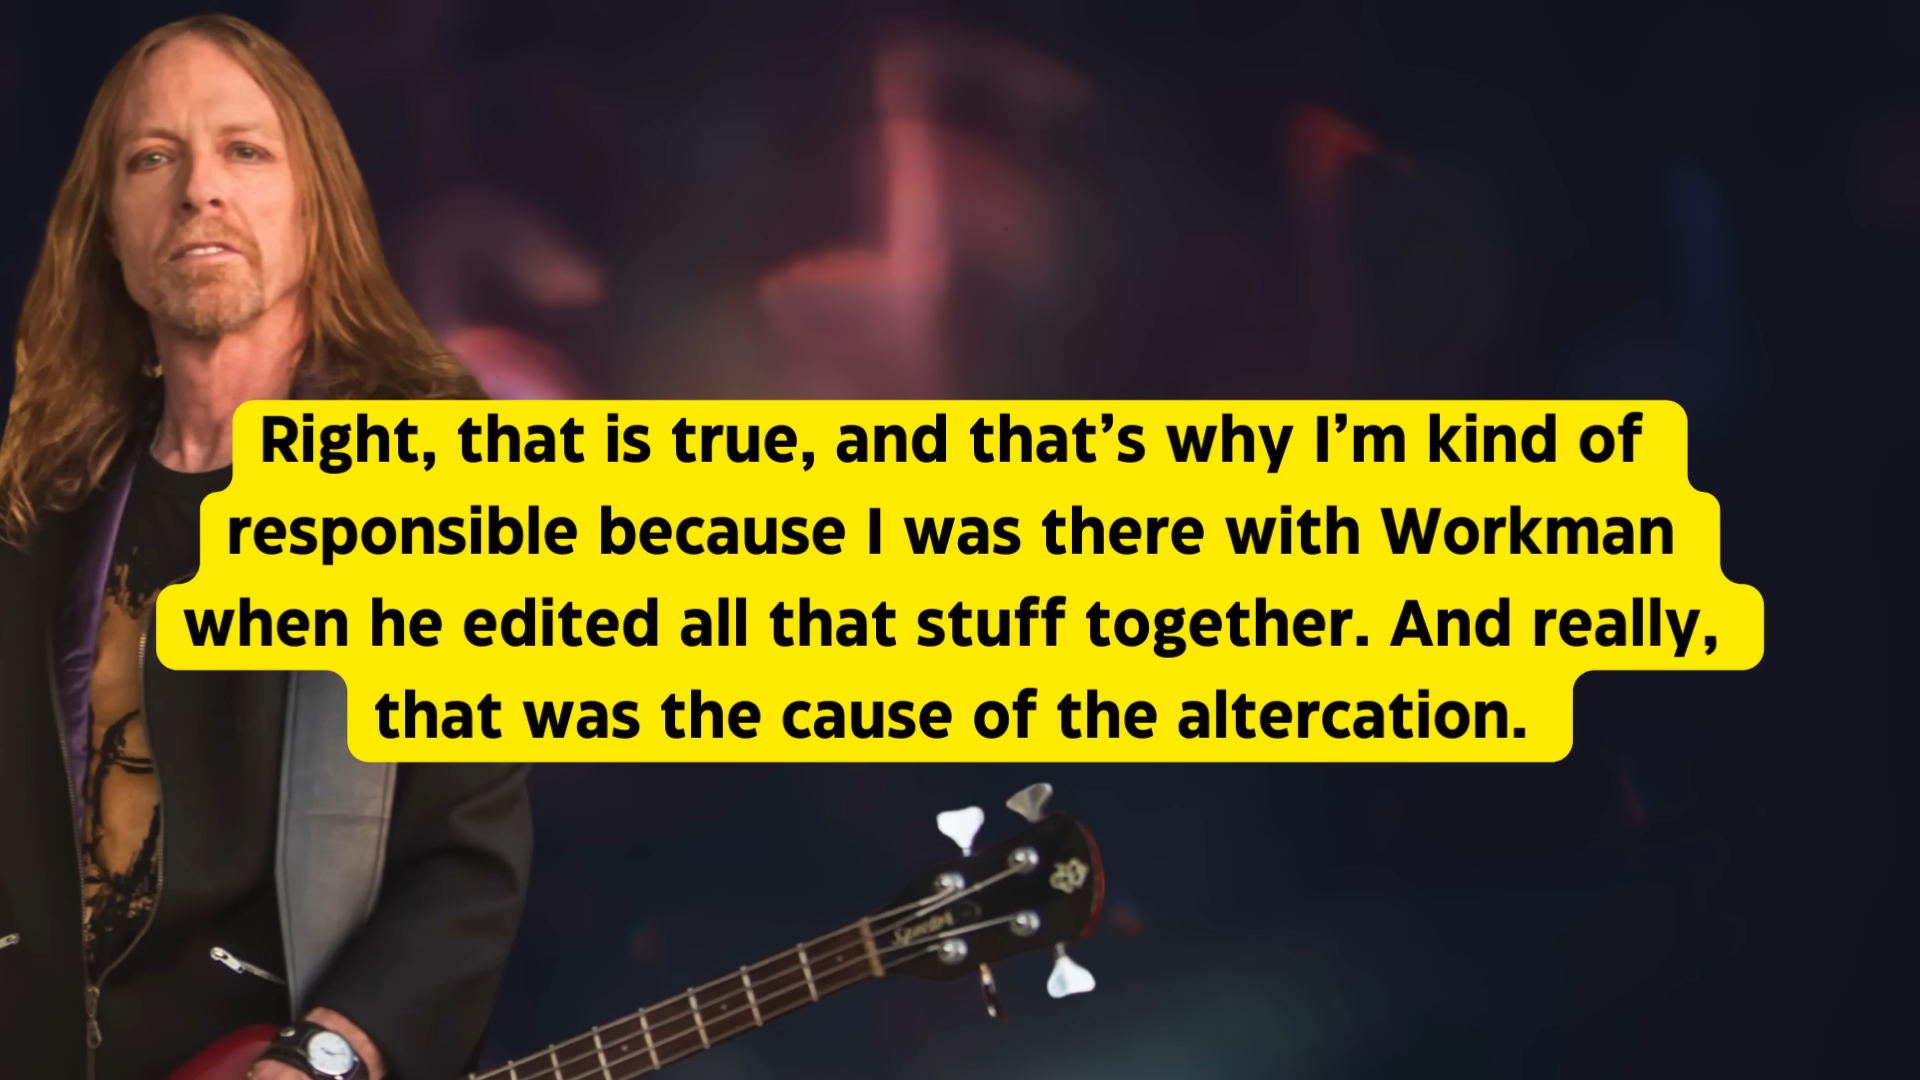 Right, that is true, and that’s why I’m kind of
responsible because I was there with Workman
when he edited all that stuff together. And really,
that was the cause of the altercation.
Spector